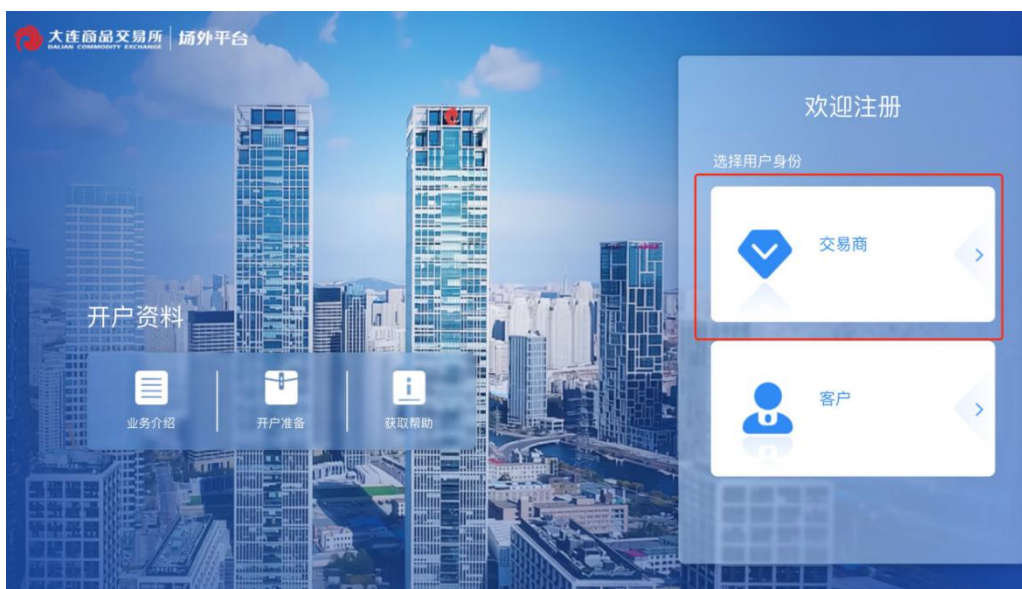 大连商品交易所 场外平台
DALIAN COMMODITY EXCHANGE
欢迎注册
选择用户身份
交易商
客户
开户资料
业务介绍 开户准备 获取帮助